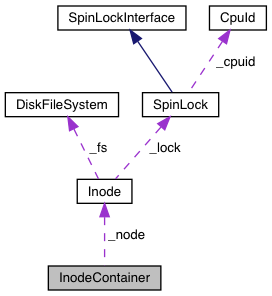 SpinLockInterface
CpuId
_cpuid
DiskFileSystem
SpinLock
_fs
_lock
Inode
_node
InodeContainer